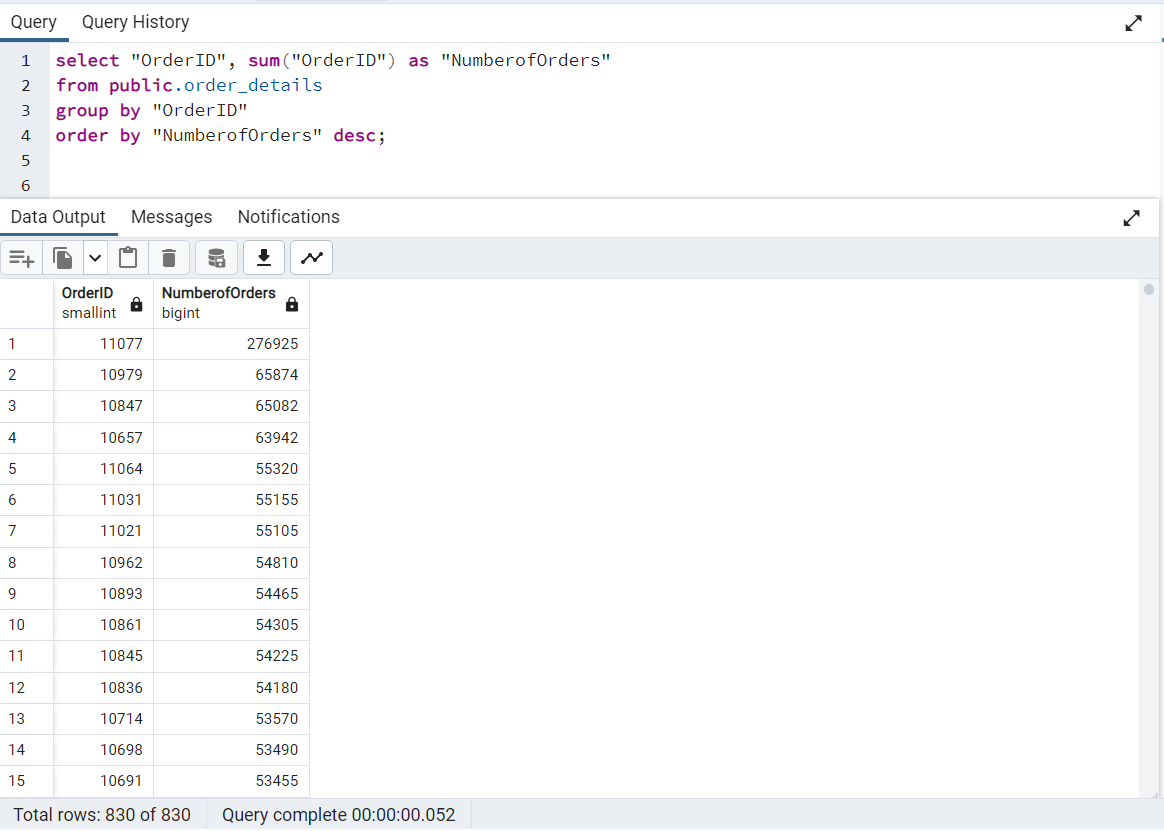 Query Query History
1 select "OrderID", sum("OrderID") as "NumberofOrders"
2 from public.order_details
3 group by "OrderID"
4 order by "NumberofOrders" desc;
5
6
Data Output Messages Notifications
OrderID NumberofOrders
smallint bigint
1 11077 276925
2 10979 65874
3 10847 65082
4 10657 63942
5 11064 55320
6 11031 55155
7 11021 55105
8 10962 54810
9 10893 54465
10 10861 54305
11 10845 54225
12 10836 54180
13 10714 53570
14 10698 53490
15 10691 53455
Total rows: 830 of 830 Query complete 00:00:00.052